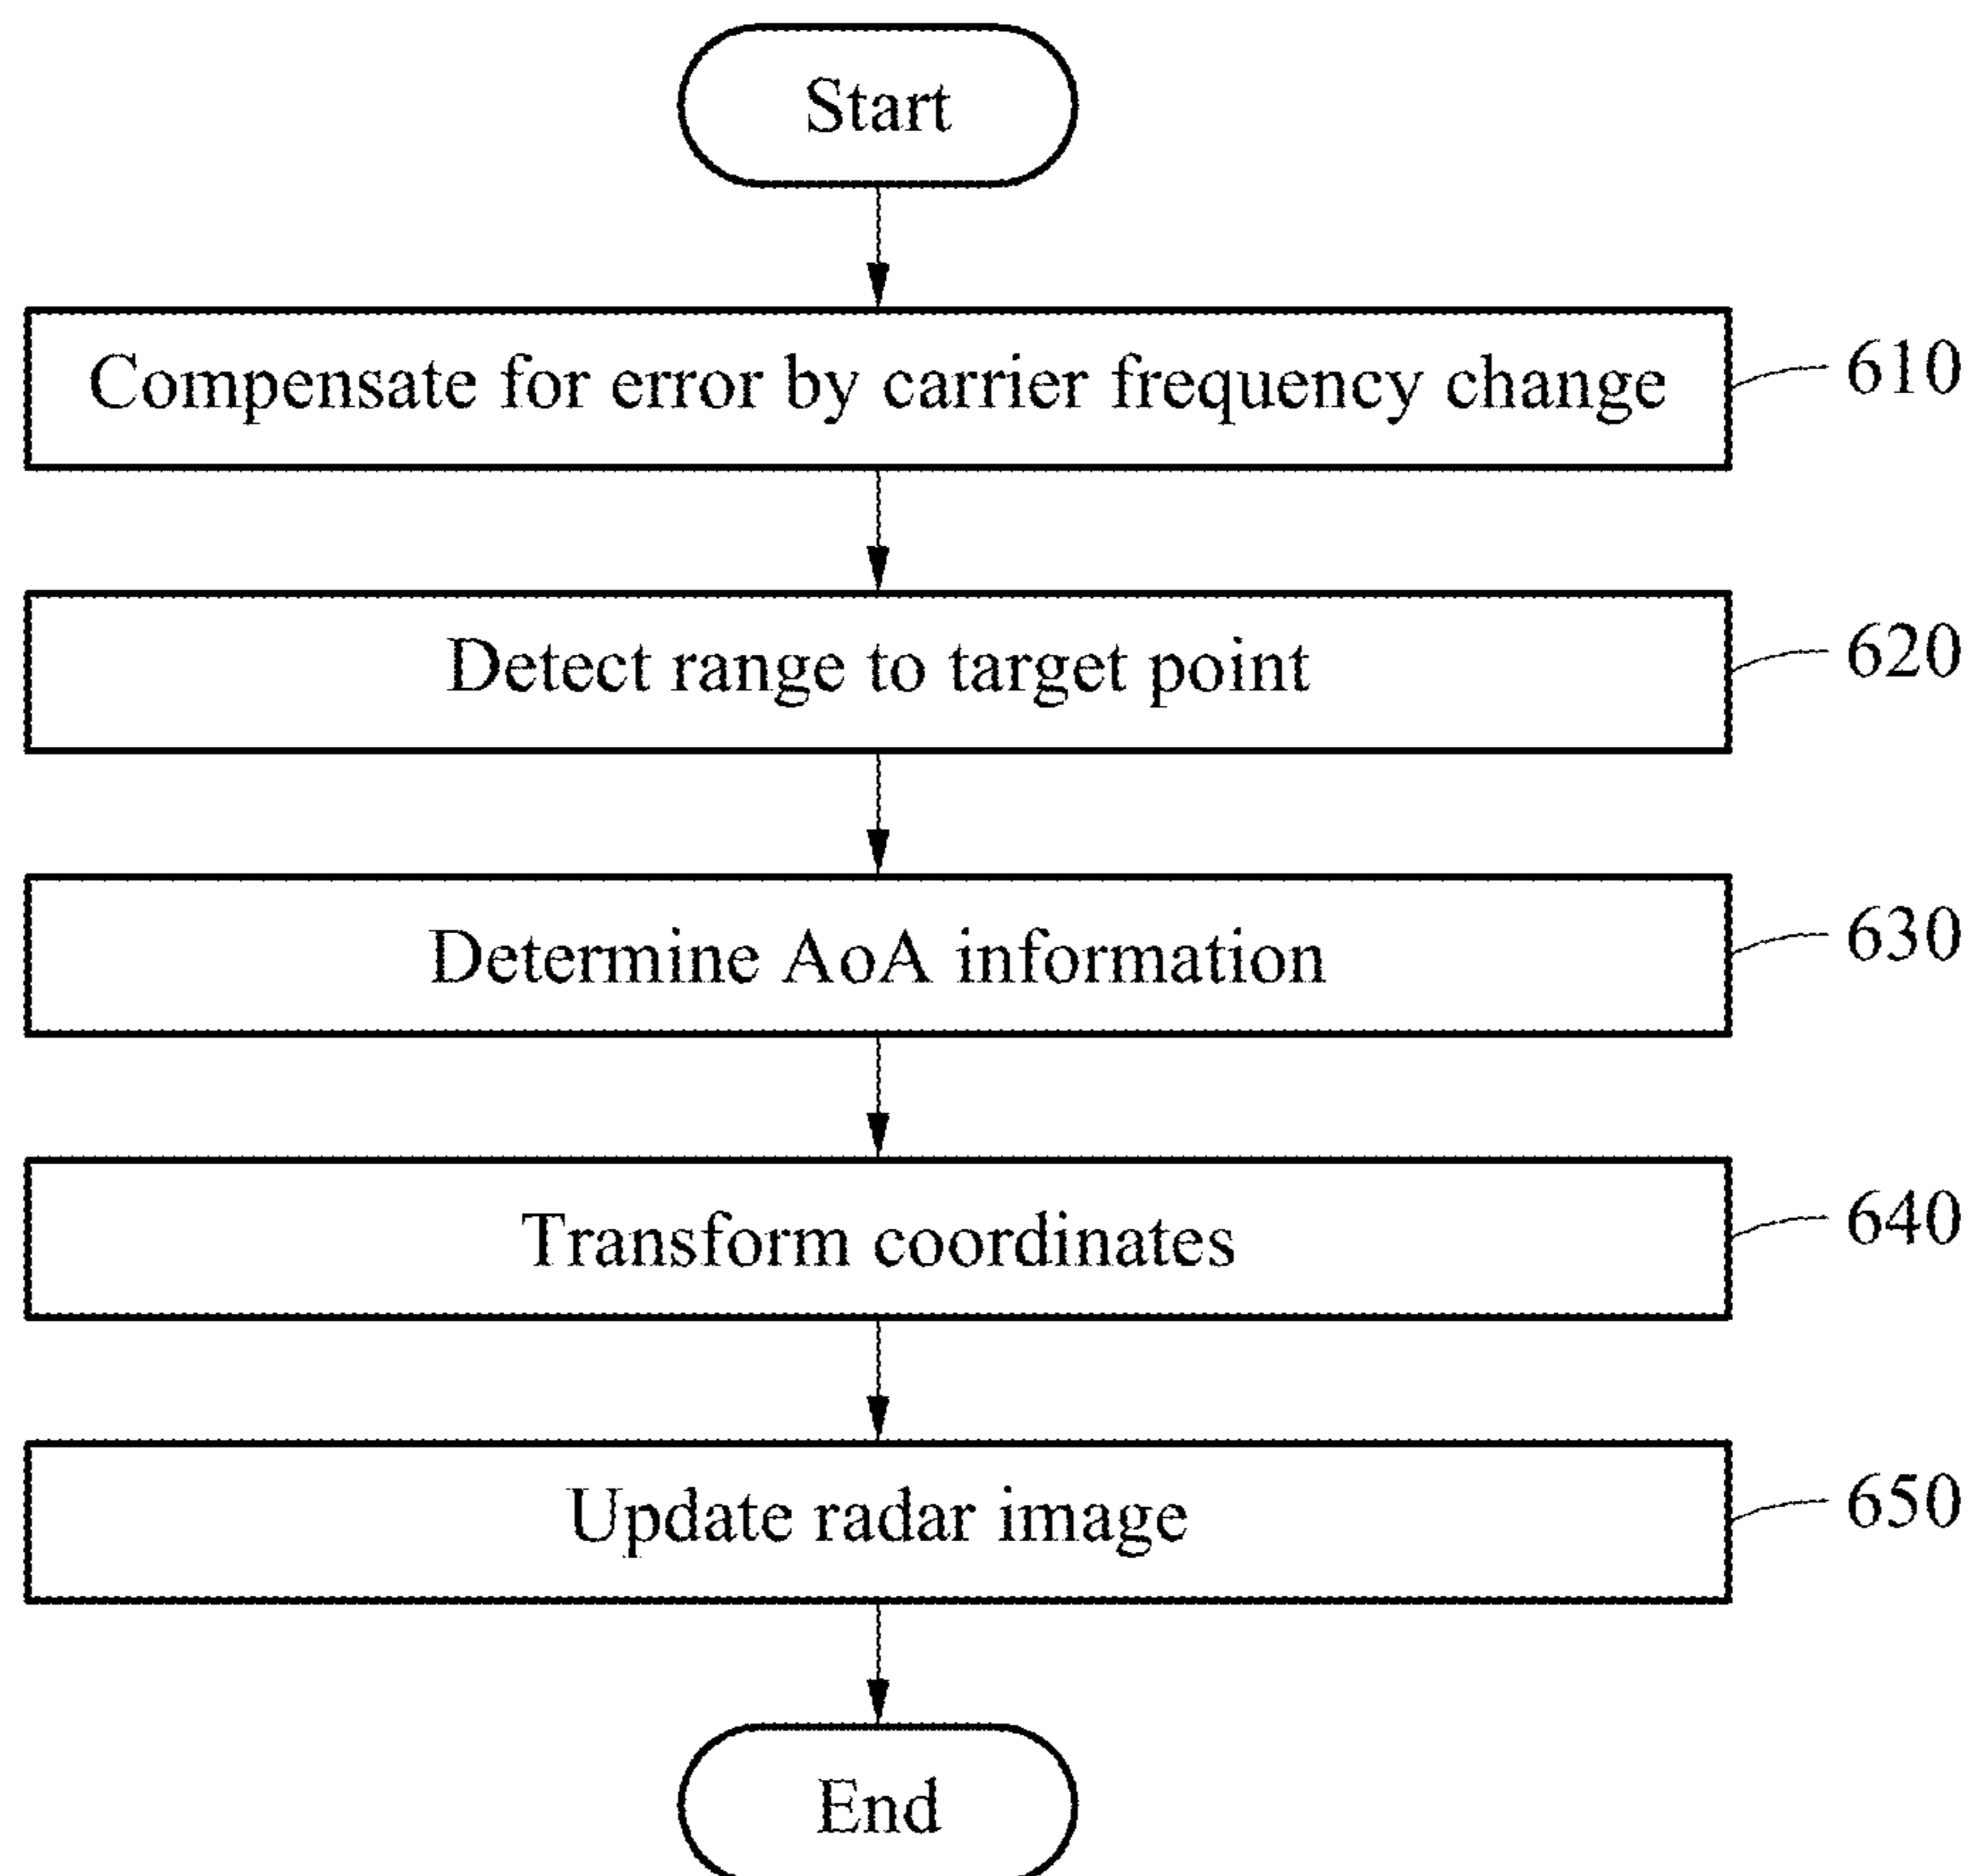 Start
Compensate for error by carrier frequency change
610
Detect range to target point
620
Determine AoA information
630
Transform coordinates
640
Update radar image
650
End